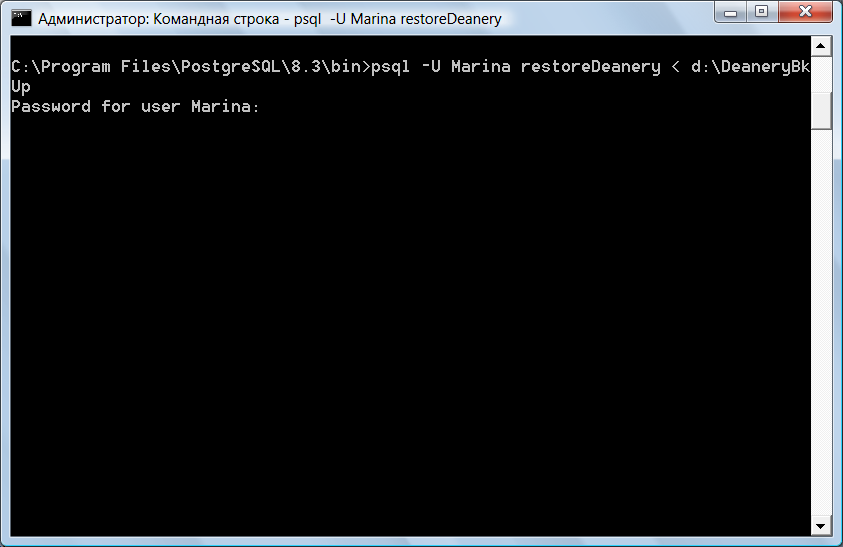 Администратор: Командная строка - psql  -U Marina restoreDeanery
C:\Program Files\PostgreSQL\8.3\bin>psql -U Marina restoreDeanery < d:\DeaneryBk
Up
Password for user Marina: